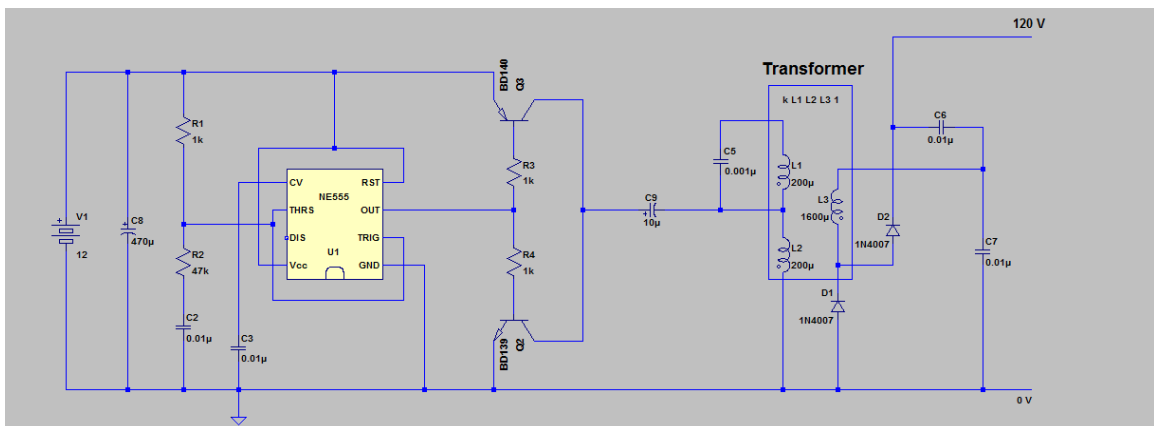 120 V
BD140
Q3
Transformer
k L1 L2 L3 1
R1
1k
C6
0.01µ
C5
0.001µ
L1
200µ
R3
1k
NE555
CV
RST
THRS
OUT
DIS
TRIG
Vcc
GND
U1
V1
12
C8
470µ
R2
47k
R4
1k
C9
10µ
L3
1600µ
D2
1N4007
L2
200µ
C7
0.01µ
D1
1N4007
C2
0.01µ
C3
0.01µ
BD139
Q2
0 V